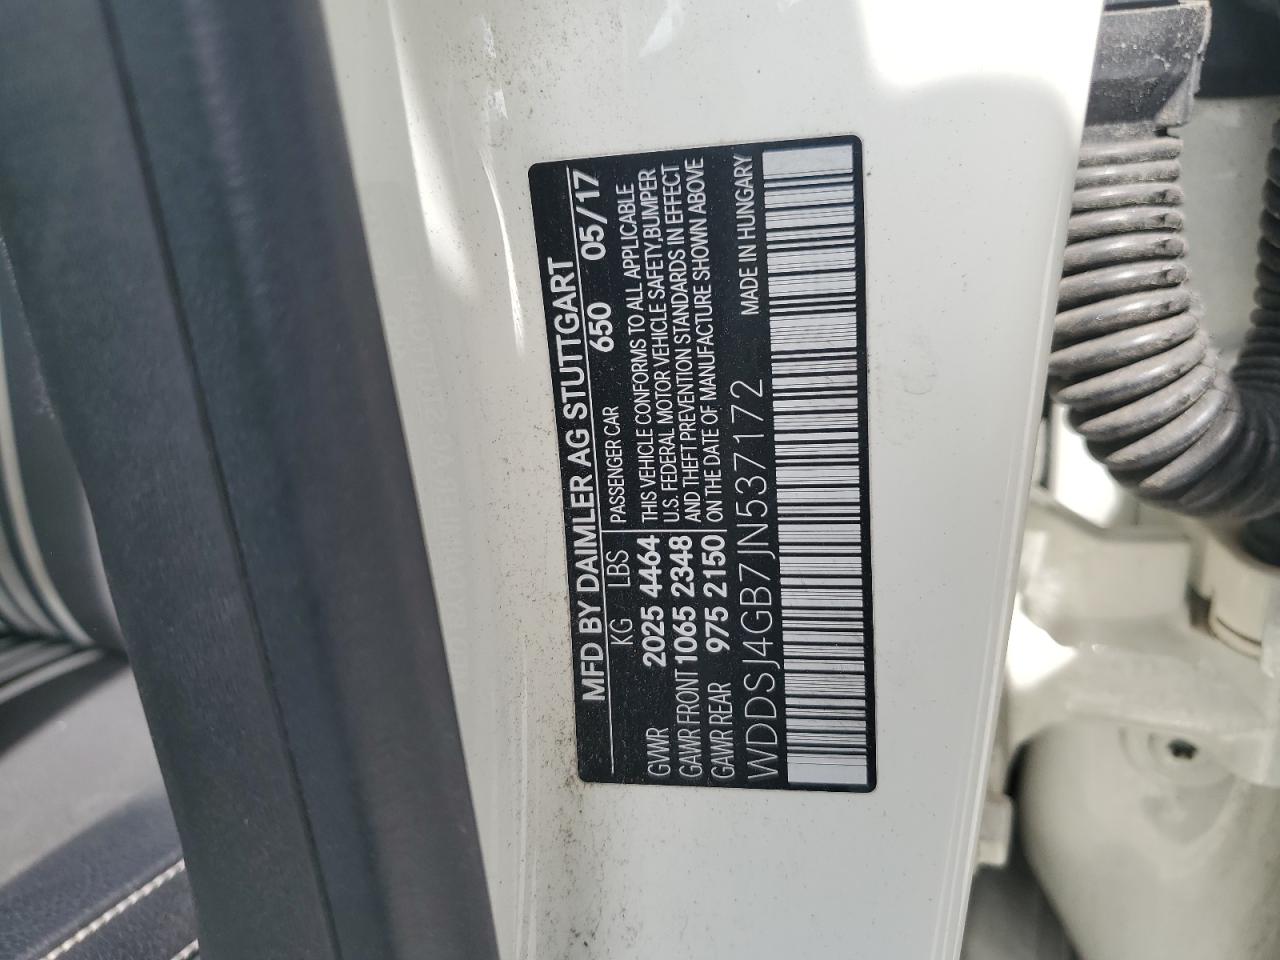 MFD BY DAIMLER AG STUTTGART
KG LBS PASSENGER CAR 650 05/17
GVWR 2025 4464 THIS VEHICLE CONFORMS TO ALL APPLICABLE
GAWR FRONT 1065 2348 U.S. FEDERAL MOTOR VEHICLE SAFETY,BUMPER
AND THEFT PREVENTION STANDARDS IN EFFECT
GAWR REAR 975 2150 ON THE DATE OF MANUFACTURE SHOWN ABOVE
WDDSJ4GB7JN537172 MADE IN HUNGARY